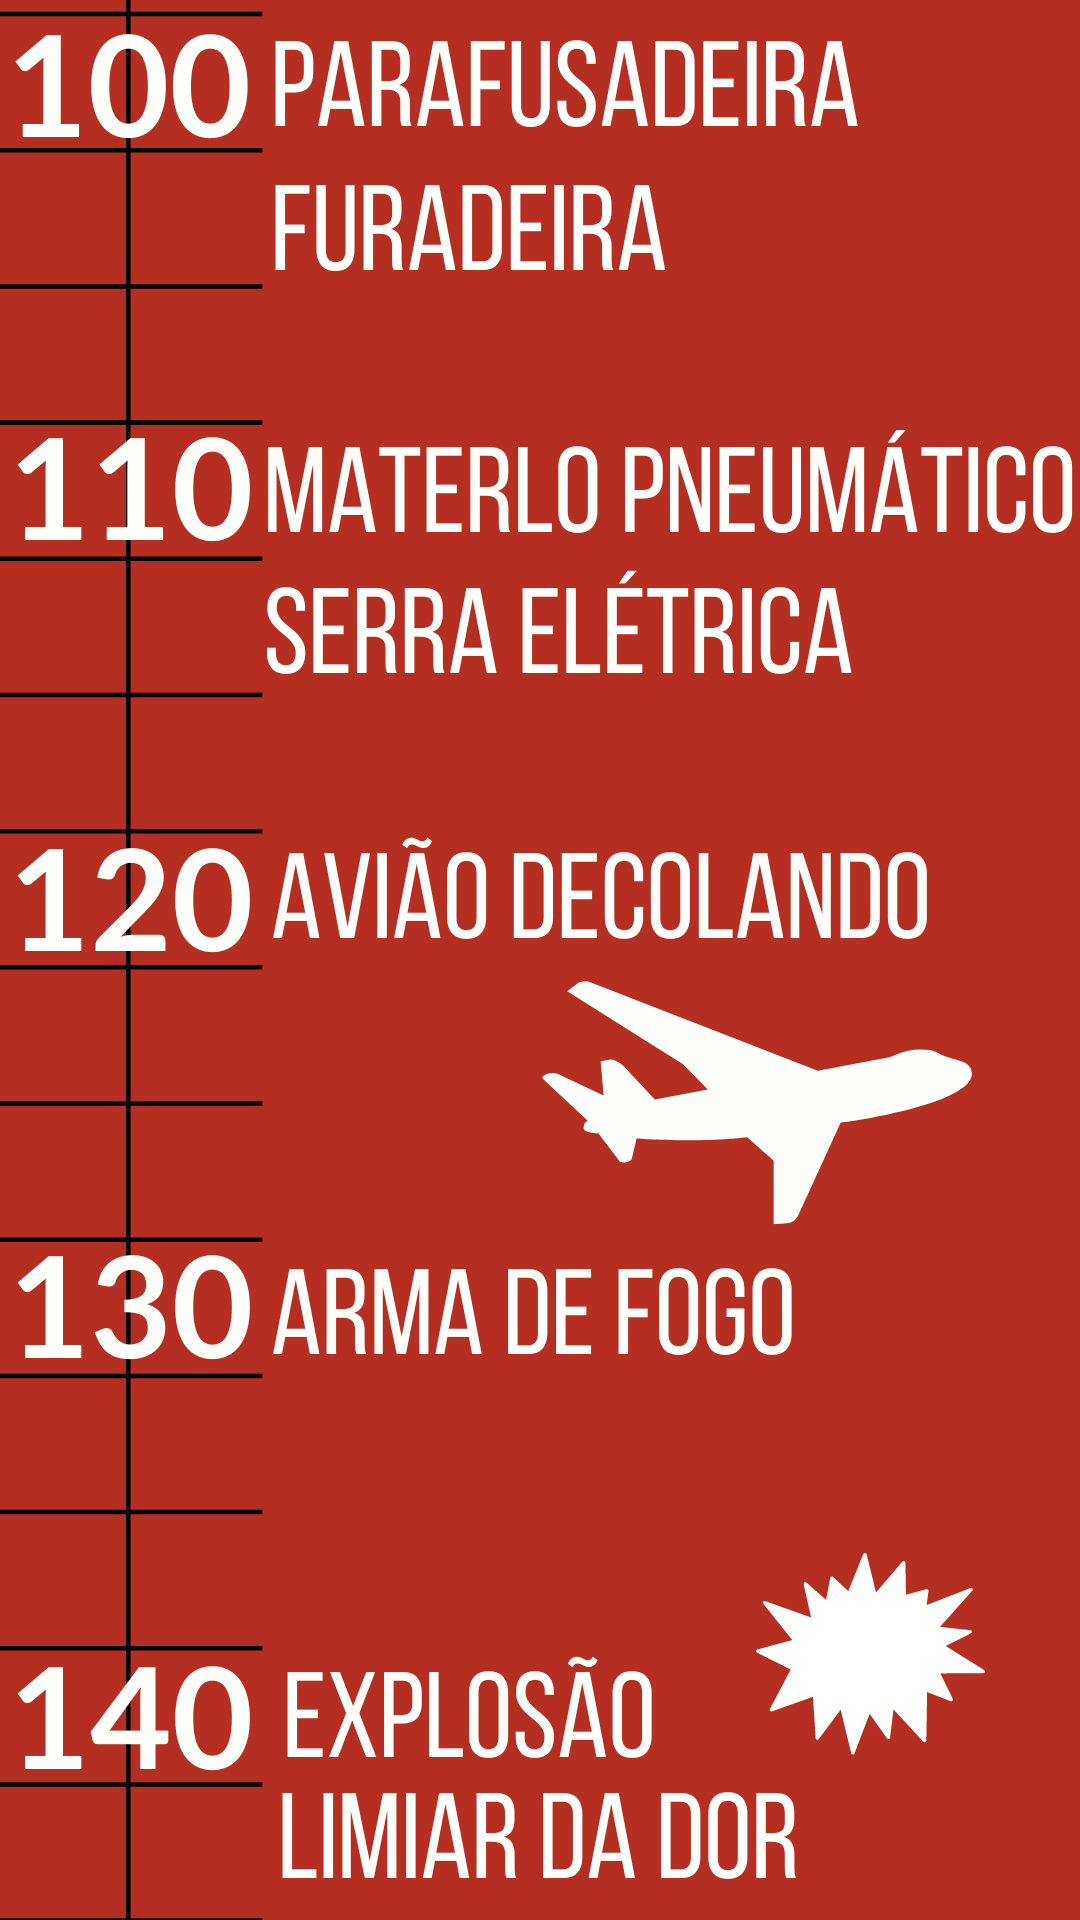 100 PARAFUSADEIRA
FURADEIRA
110 MATERLO PNEUMÁTICO
SERRA ELÉTRICA
120 AVIÃO DECOLANDO
130 ARMA DE FOGO
140 EXPLOSÃO
LIMIAR DA DOR